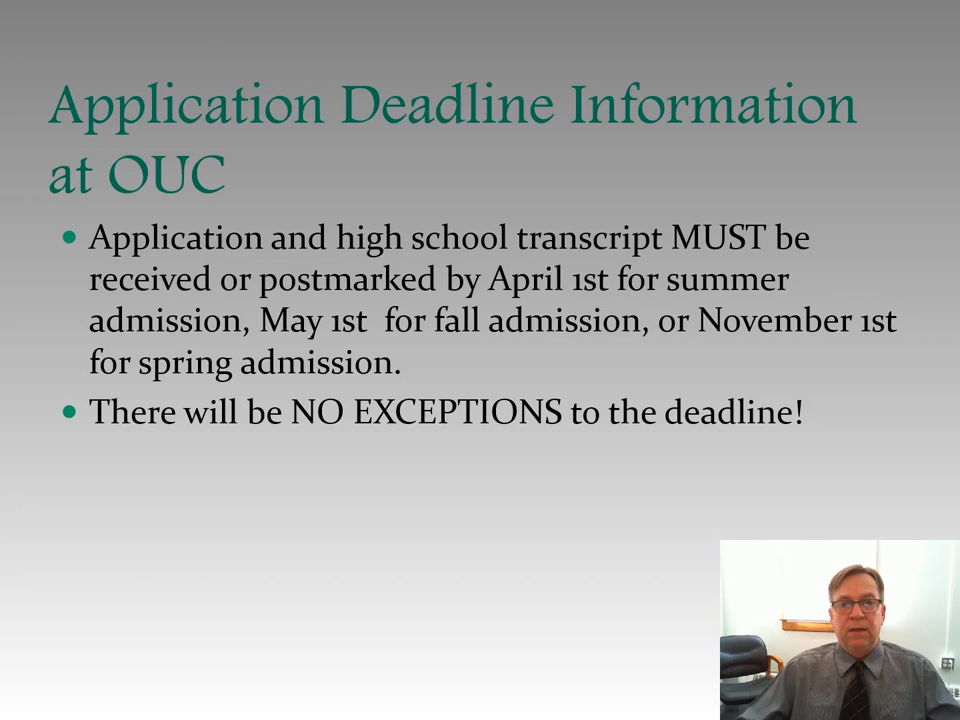 Application Deadline Information
at OUC
• Application and high school transcript MUST be
received or postmarked by April 1st for summer
admission, May 1st  for fall admission, or November 1st
for spring admission.
• There will be NO EXCEPTIONS to the deadline!